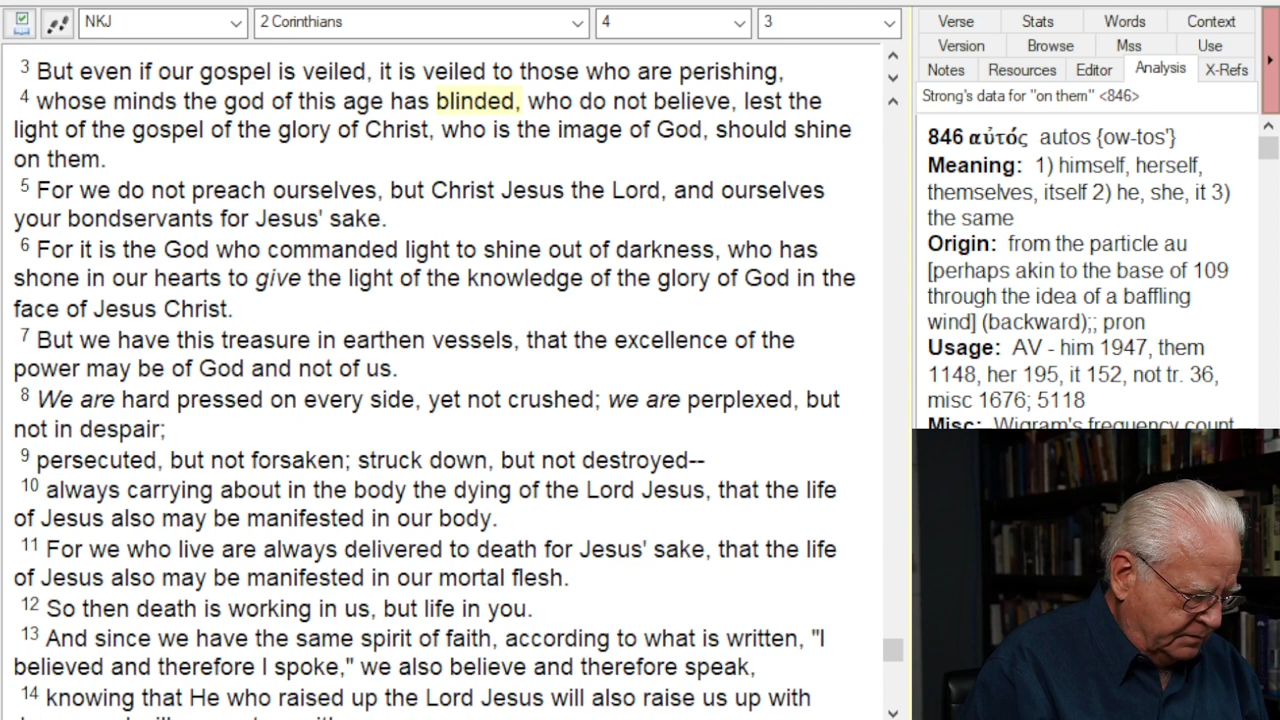 NKJ
2 Corinthians
4
3
3 But even if our gospel is veiled, it is veiled to those who are perishing,
4 whose minds the god of this age has blinded, who do not believe, lest the
light of the gospel of the glory of Christ, who is the image of God, should shine
on them.
5 For we do not preach ourselves, but Christ Jesus the Lord, and ourselves
your bondservants for Jesus' sake.
6 For it is the God who commanded light to shine out of darkness, who has
shone in our hearts to give the light of the knowledge of the glory of God in the
face of Jesus Christ.
7 But we have this treasure in earthen vessels, that the excellence of the
power may be of God and not of us.
8 We are hard pressed on every side, yet not crushed; we are perplexed, but
not in despair;
9 persecuted, but not forsaken; struck down, but not destroyed--
10 always carrying about in the body the dying of the Lord Jesus, that the life
of Jesus also may be manifested in our body.
11 For we who live are always delivered to death for Jesus' sake, that the life
of Jesus also may be manifested in our mortal flesh.
12 So then death is working in us, but life in you.
13 And since we have the same spirit of faith, according to what is written, "I
believed and therefore I spoke," we also believe and therefore speak,
14 knowing that He who raised up the Lord Jesus will also raise us up with
Verse Stats Words Context
Version Browse Mss Use
Notes Resources Editor Analysis X-Refs
Strong's data for "on them" <846>
846 αὐτός autos {ow-tos'}
Meaning: 1) himself, herself,
themselves, itself 2) he, she, it 3)
the same
Origin: from the particle au
[perhaps akin to the base of 109
through the idea of a baffling
wind] (backward);; pron
Usage: AV - him 1947, them
1148, her 195, it 152, not tr. 36,
misc 1676; 5118
Misc: Wigram's frequency count